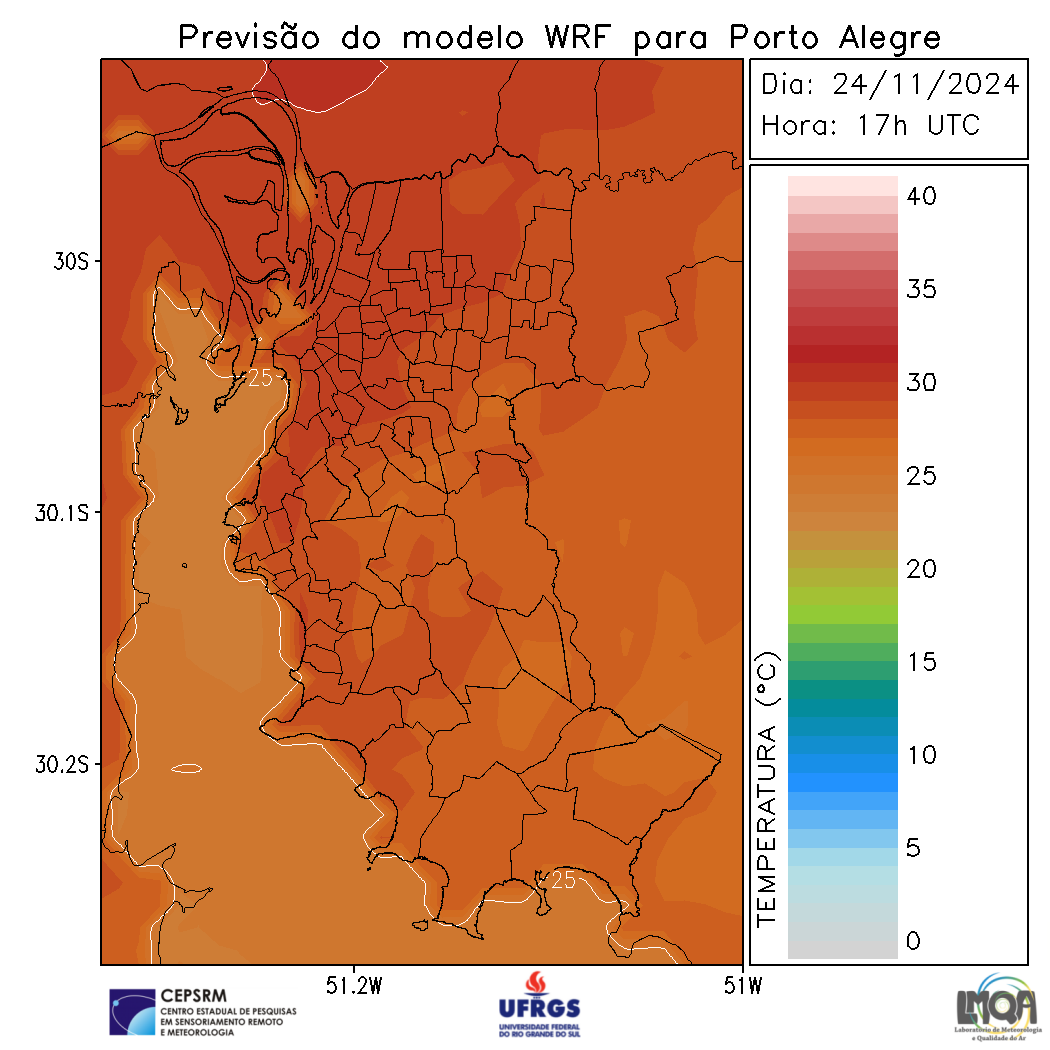 Previsão do modelo WRF para Porto Alegre
Dia: 24/11/2024
Hora: 17h UTC
40
35
30
25
20
15
10
5
0
TEMPERATURA (°C)
30S
30.1S
30.2S
25
25
51.2W
51W
CEPSRM
CENTRO ESTADUAL DE PESQUISAS
EM SENSORIAMENTO REMOTO
E METEOROLOGIA
UFRGS
UNIVERSIDADE FEDERAL
DO RIO GRANDE DO SUL
LMQA
Laboratório de Meteorologia
e Qualidade do Ar